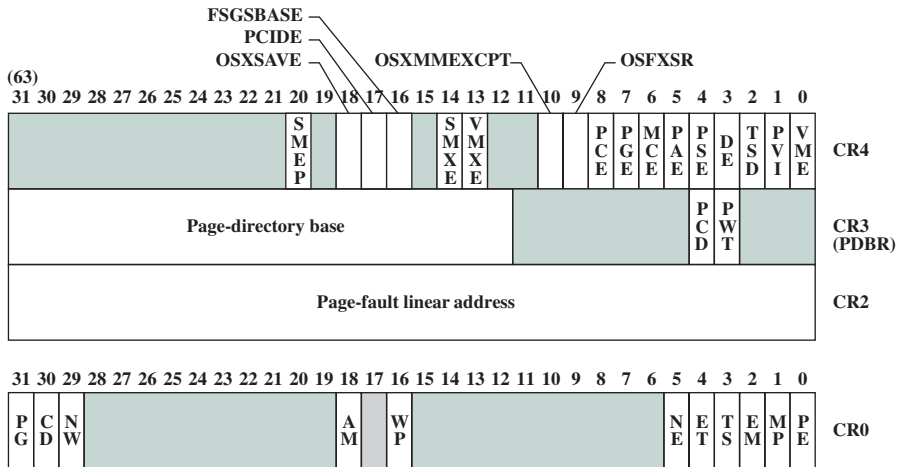 FSGSBASE
PCIDE
OSXSAVE OSXMMEXCPT OSFXSR
(63)
31 30 29 28 27 26 25 24 23 22 21 20 19 18 17 16 15 14 13 12 11 10 9 8 7 6 5 4 3 2 1 0
SMEP SMXE VMXE PCE PGE MCE PAE PSE DE TSD PVI VME CR4
Page-directory base PCD PWT CR3
(PDBR)
Page-fault linear address CR2
31 30 29 28 27 26 25 24 23 22 21 20 19 18 17 16 15 14 13 12 11 10 9 8 7 6 5 4 3 2 1 0
PG CD NW AM WP NE ET TS EM MP PE CR0